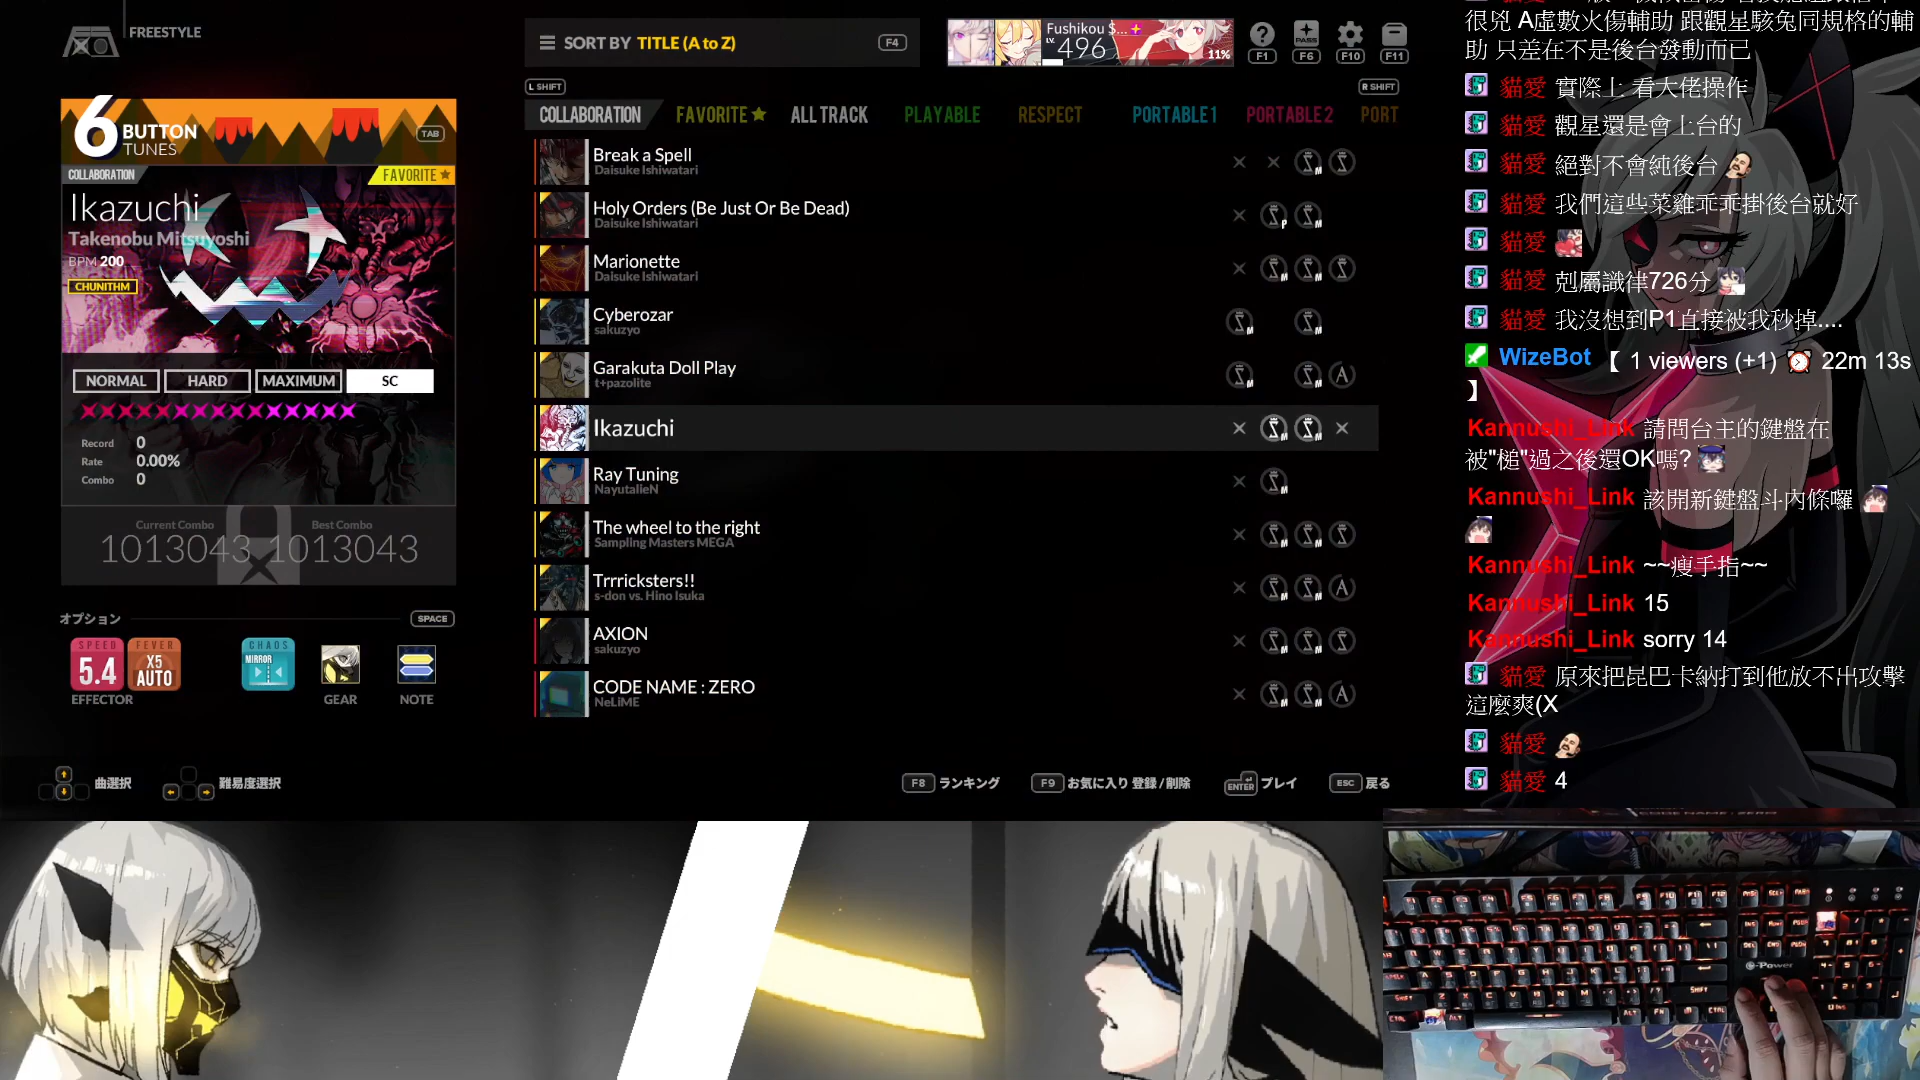 FREESTYLE
SORT BY TITLE (A to Z)
F4
Fushikou S...
LV. 496
11%
F1
PASS
F6
F10
F11
L SHIFT
R SHIFT
COLLABORATION
FAVORITE
ALL TRACK
PLAYABLE
RESPECT
PORTABLE1
PORTABLE2
PORT
6 BUTTON TUNES
TAB
COLLABORATION
FAVORITE
Ikazuchi
Takenobu Mitsuyoshi
BPM 200
CHUNITHM
NORMAL
HARD
MAXIMUM
SC
Record 0
Rate 0.00%
Combo 0
Current Combo
Best Combo
1013043
1013043
オプション
SPACE
SPEED
5.4
FEVER
X5
AUTO
CHAOS
MIRROR
EFFECTOR
GEAR
NOTE
Break a Spell
Daisuke Ishiwatari
Holy Orders (Be Just Or Be Dead)
Daisuke Ishiwatari
Marionette
Daisuke Ishiwatari
Cyberozar
sakuzyo
Garakuta Doll Play
t+pazolite
Ikazuchi
Ray Tuning
NayutalieN
The wheel to the right
Sampling Masters MEGA
Trrricksters!!
s-don vs. Hino Isuka
AXION
sakuzyo
CODE NAME : ZERO
NeLiME
曲選択
難易度選択
F8 ランキング
F9 お気に入り 登録/削除
ENTER プレイ
ESC 戻る
很兇 A虛數火傷輔助 跟觀星駭兔同規格的輔
助 只差在不是後台發動而已
貓愛 實際上 看大佬操作
貓愛 觀星還是會上台的
貓愛 絕對不會純後台
貓愛 我們這些菜雞乖乖掛後台就好
貓愛
貓愛 剋屬識律726分
貓愛 我沒想到P1直接被我秒掉....
WizeBot 【 1 viewers (+1) ⏰ 22m 13s
】
Kannushi_Link 請問台主的鍵盤在
被"槌"過之後還OK嗎?
Kannushi_Link 該開新鍵盤斗內條囉
Kannushi_Link ~~瘦手指~~
Kannushi_Link 15
Kannushi_Link sorry 14
貓愛 原來把昆巴卡納打到他放不出攻擊
這麼爽(X
貓愛
貓愛 4
e-Power